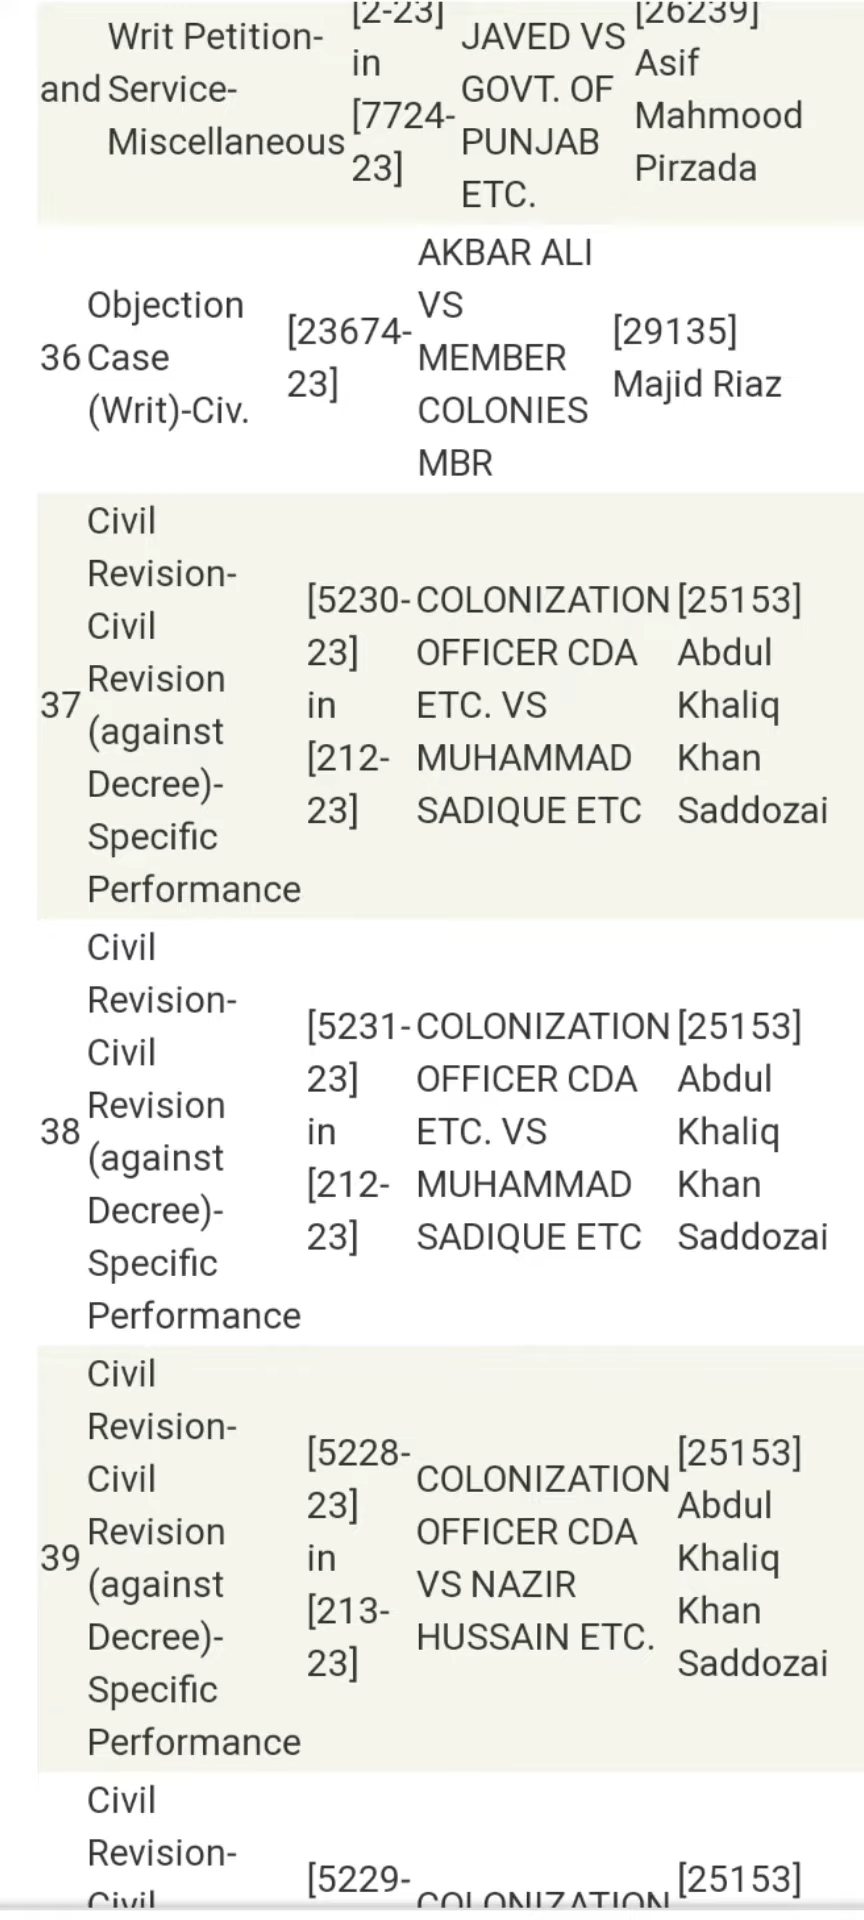 and
Writ Petition-
Service-
Miscellaneous
[2-23]
in
[7724-
23]
JAVED VS
GOVT. OF
PUNJAB
ETC.
[26239]
Asif
Mahmood
Pirzada
36
Objection
Case
(Writ)-Civ.
[23674-
23]
AKBAR ALI
VS
MEMBER
COLONIES
MBR
[29135]
Majid Riaz
37
Civil
Revision-
Civil
Revision
(against
Decree)-
Specific
Performance
[5230-
23]
in
[212-
23]
COLONIZATION
OFFICER CDA
ETC. VS
MUHAMMAD
SADIQUE ETC
[25153]
Abdul
Khaliq
Khan
Saddozai
38
Civil
Revision-
Civil
Revision
(against
Decree)-
Specific
Performance
[5231-
23]
in
[212-
23]
COLONIZATION
OFFICER CDA
ETC. VS
MUHAMMAD
SADIQUE ETC
[25153]
Abdul
Khaliq
Khan
Saddozai
39
Civil
Revision-
Civil
Revision
(against
Decree)-
Specific
Performance
[5228-
23]
in
[213-
23]
COLONIZATION
OFFICER CDA
VS NAZIR
HUSSAIN ETC.
[25153]
Abdul
Khaliq
Khan
Saddozai
Civil
Revision-
Civil
[5229-
COLONIZATION
[25153]